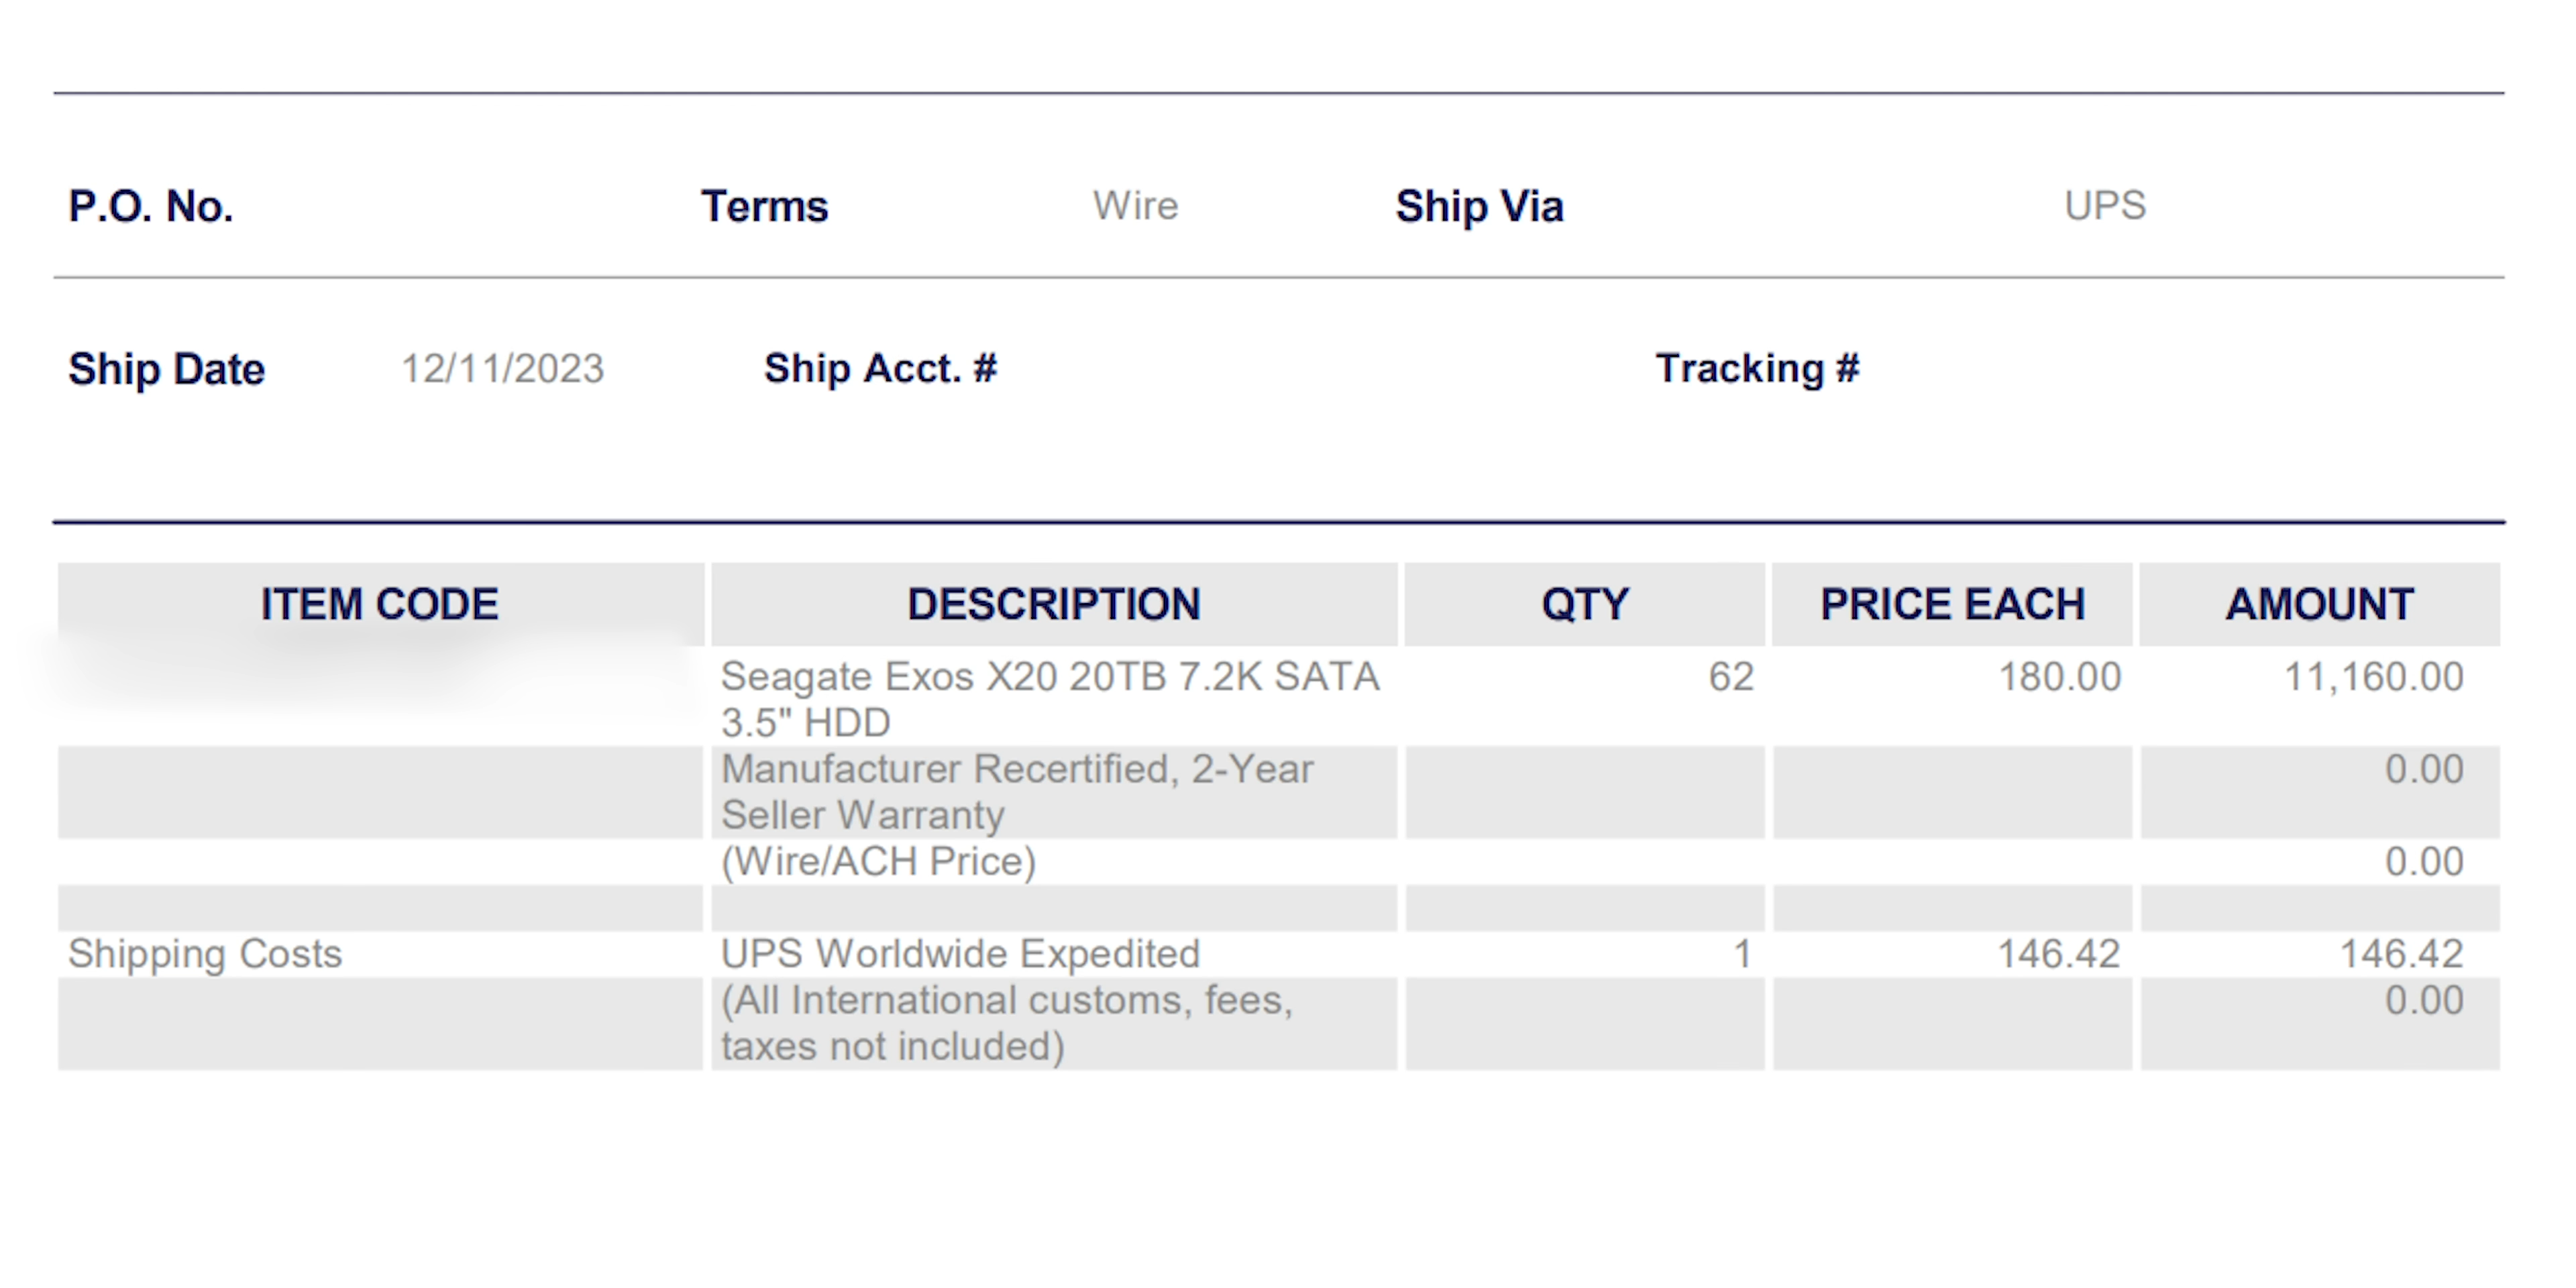 P.O. No. Terms Wire Ship Via UPS
Ship Date 12/11/2023 Ship Acct. # Tracking #
ITEM CODE DESCRIPTION QTY PRICE EACH AMOUNT
Seagate Exos X20 20TB 7.2K SATA 62 180.00 11,160.00
3.5" HDD
Manufacturer Recertified, 2-Year 0.00
Seller Warranty
(Wire/ACH Price) 0.00
Shipping Costs UPS Worldwide Expedited 1 146.42 146.42
(All International customs, fees, 0.00
taxes not included)